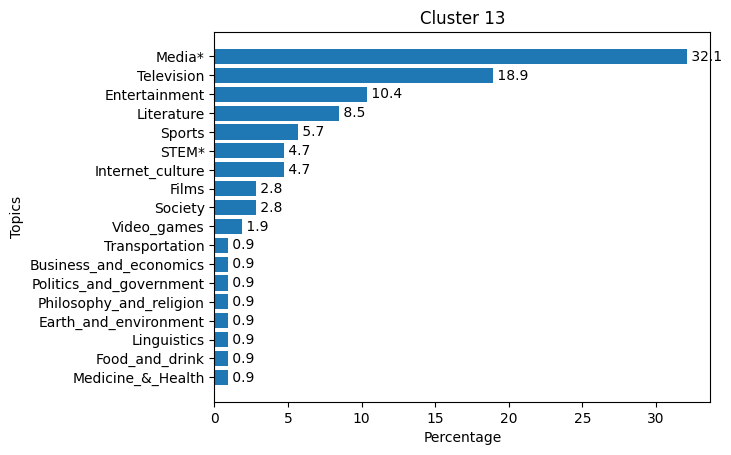 Cluster 13
Media* 32.1
Television 18.9
Entertainment 10.4
Literature 8.5
Sports 5.7
STEM* 4.7
Internet_culture 4.7
Films 2.8
Society 2.8
Video_games 1.9
Transportation 0.9
Business_and_economics 0.9
Politics_and_government 0.9
Philosophy_and_religion 0.9
Earth_and_environment 0.9
Linguistics 0.9
Food_and_drink 0.9
Medicine_&_Health 0.9
Topics
0 5 10 15 20 25 30
Percentage